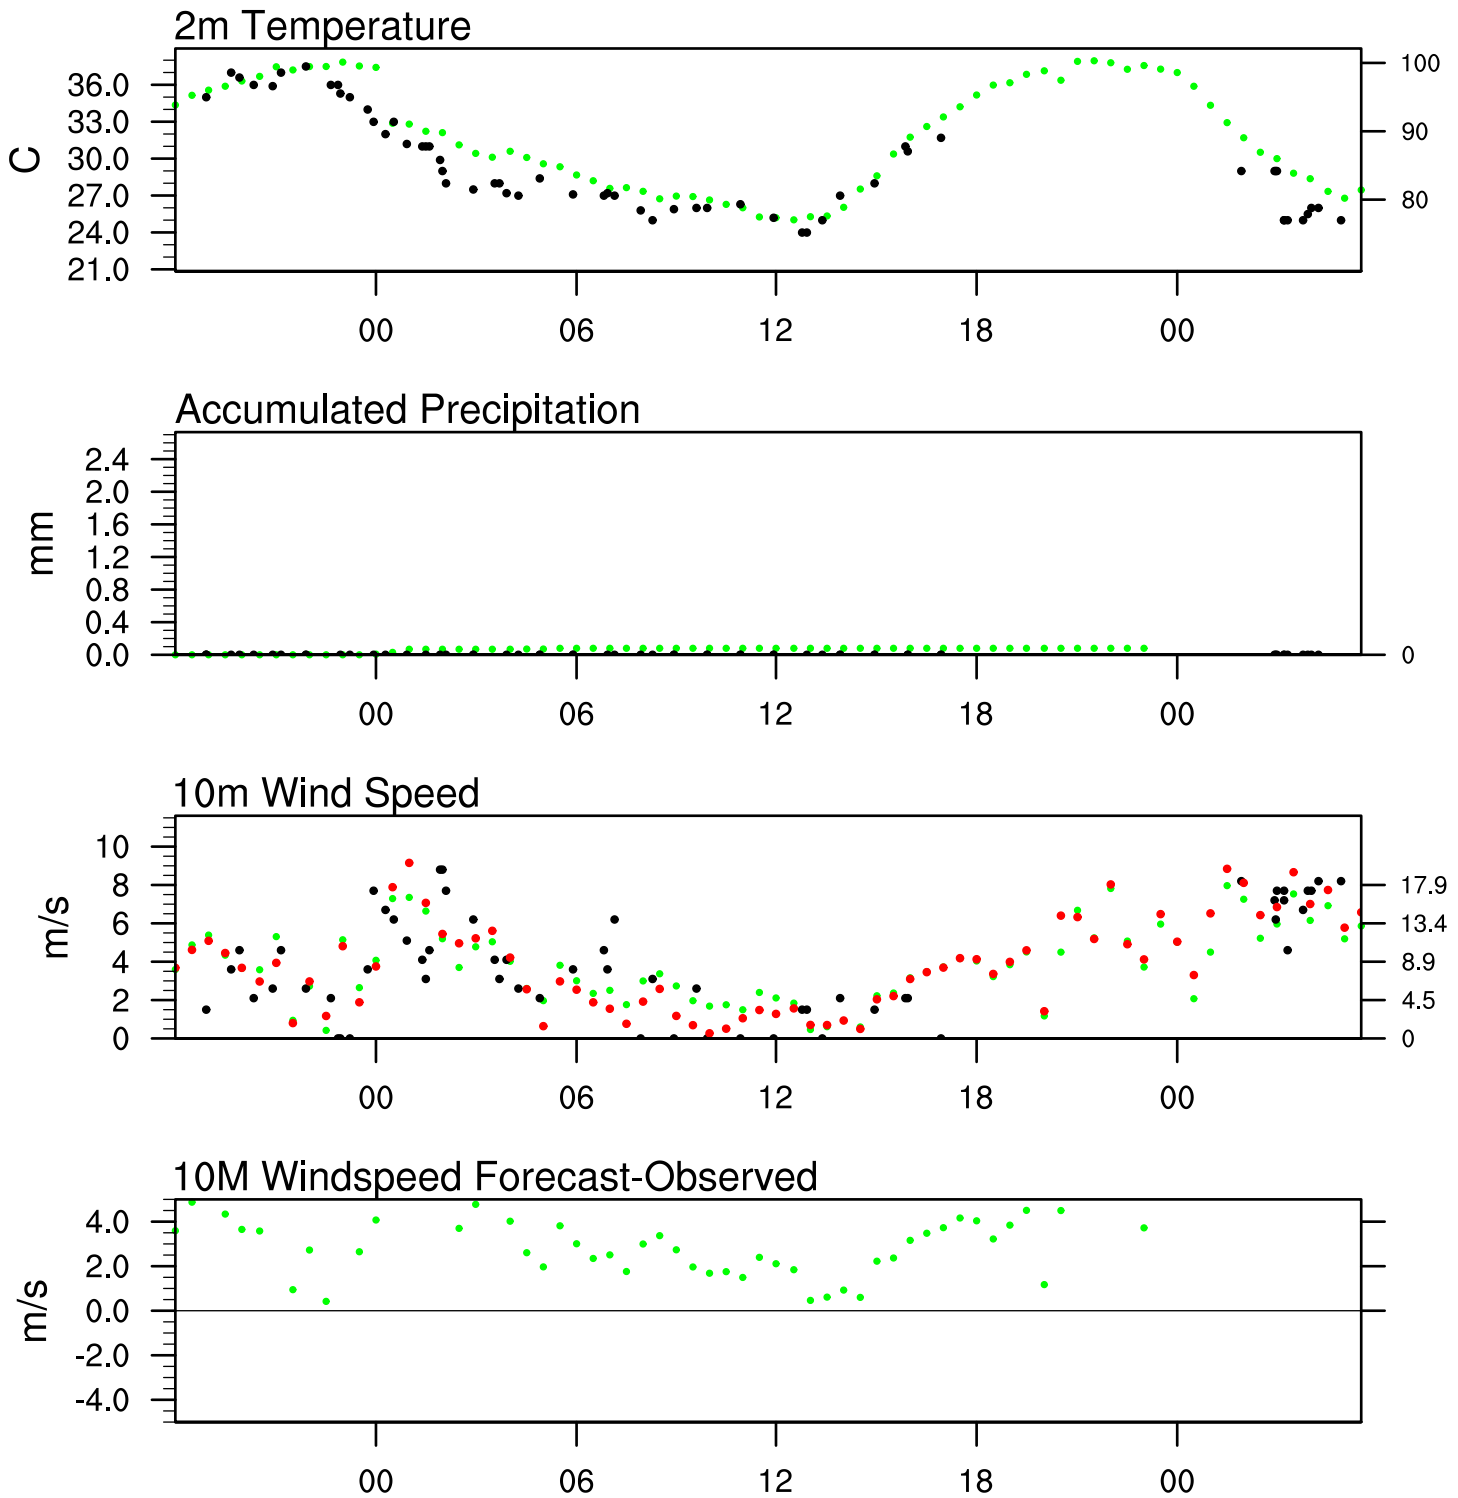 2m Temperature
C
36.0
33.0
30.0
27.0
24.0
21.0
100
90
80
00 06 12 18 00
Accumulated Precipitation
mm
2.4
2.0
1.6
1.2
0.8
0.4
0.0
0
00 06 12 18 00
10m Wind Speed
m/s
10
8
6
4
2
0
17.9
13.4
8.9
4.5
0
00 06 12 18 00
10M Windspeed Forecast-Observed
m/s
4.0
2.0
0.0
-2.0
-4.0
00 06 12 18 00